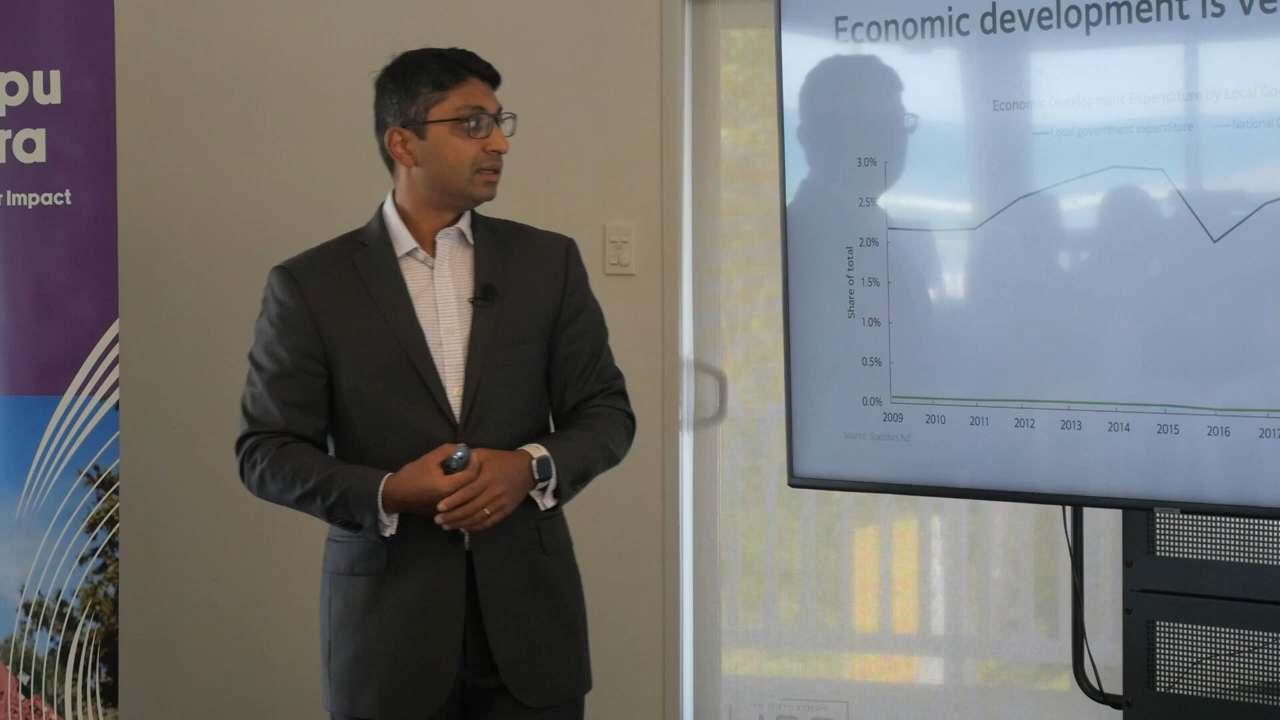 pu
ra
r Impact
Economic development is ve
Economic Development Expenditure by Local Go
Local government expenditure
National
3.0%
2.5%
2.0%
1.5%
1.0%
0.5%
0.0%
Share of total
2009 2010 2011 2012 2013 2014 2015 2016 2017
Source: Statistics NZ